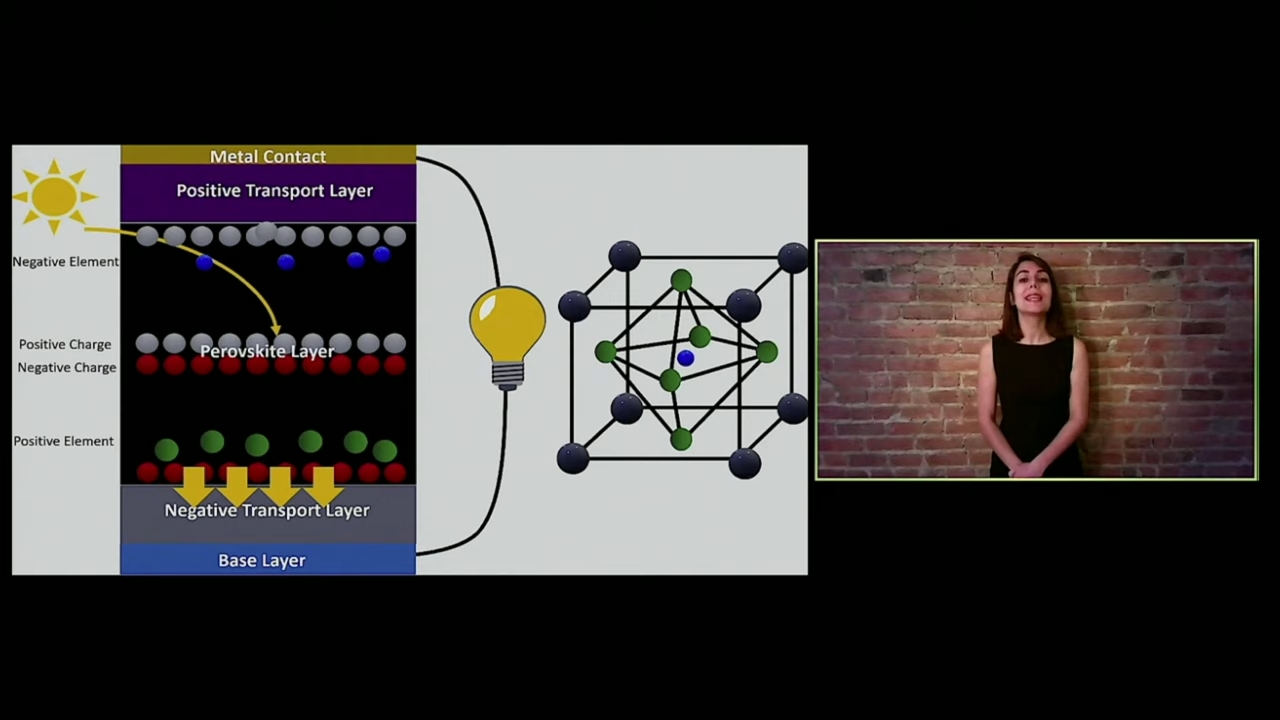 Metal Contact
Positive Transport Layer
Negative Element
Positive Charge
Perovskite Layer
Negative Charge
Positive Element
Negative Transport Layer
Base Layer